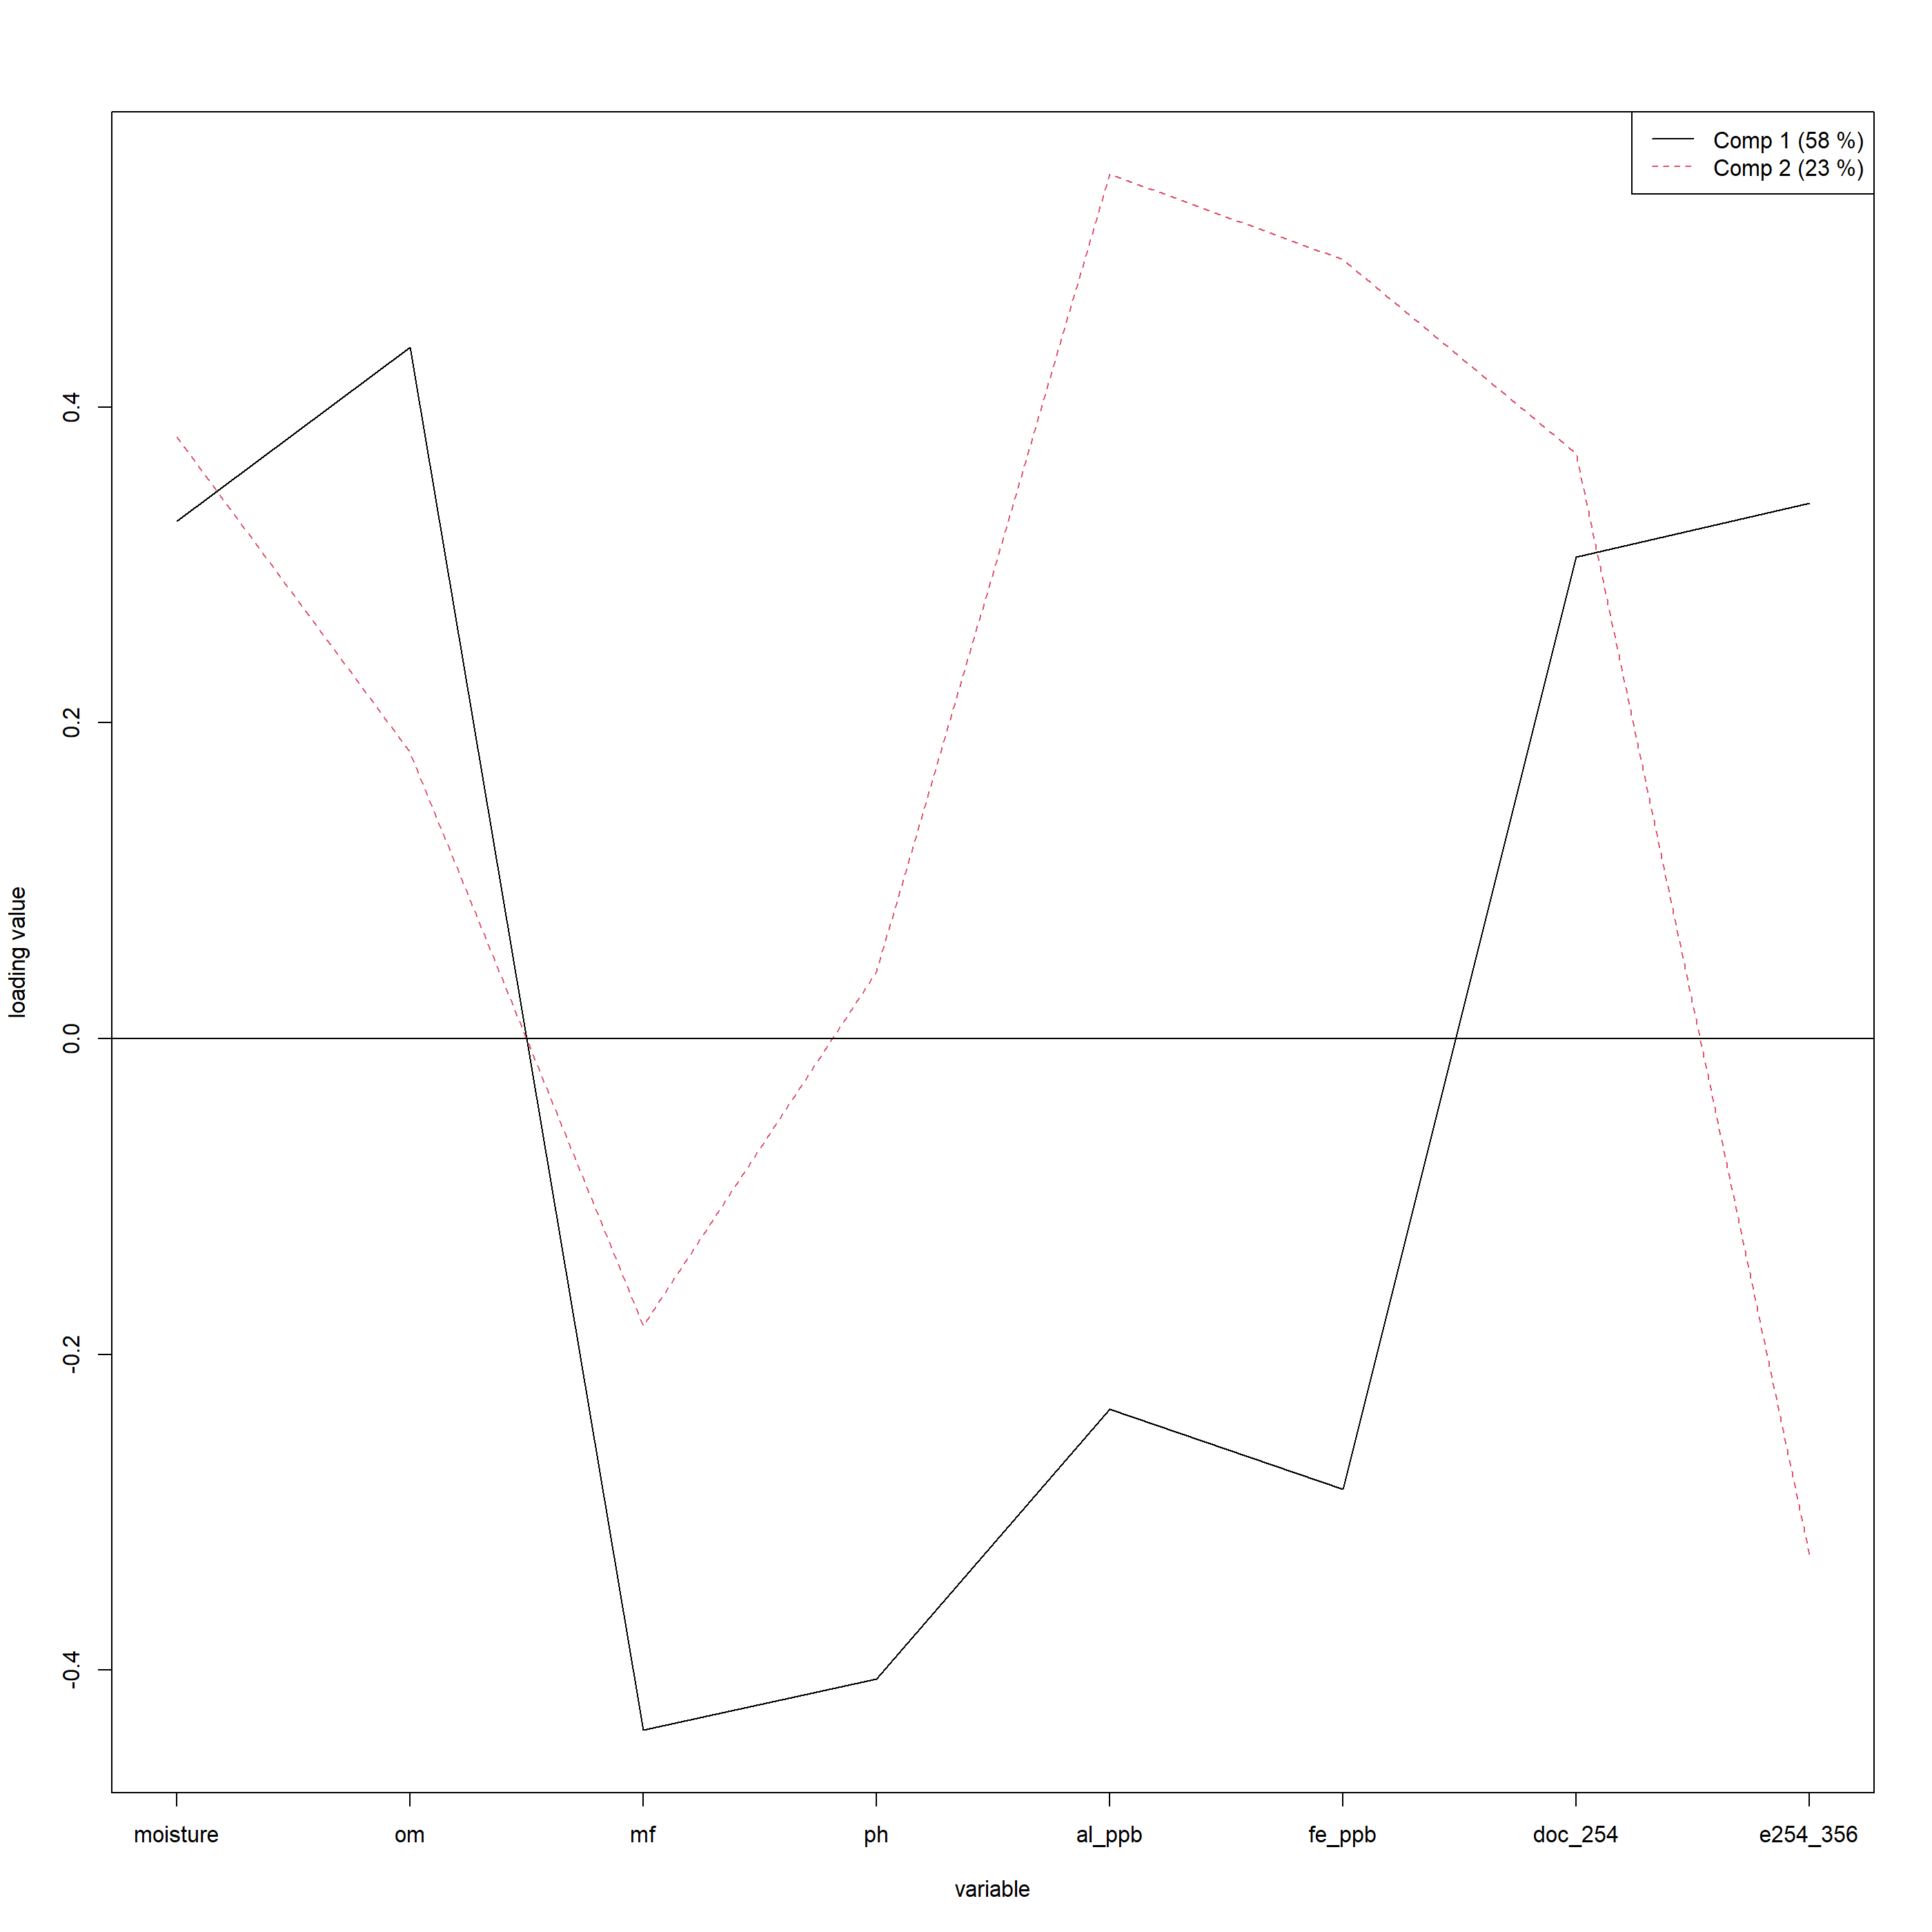 Comp 1 (58 %)
Comp 2 (23 %)
loading value
0.4
0.2
0.0
-0.2
-0.4
moisture om mf ph al_ppb fe_ppb doc_254 e254_356
variable